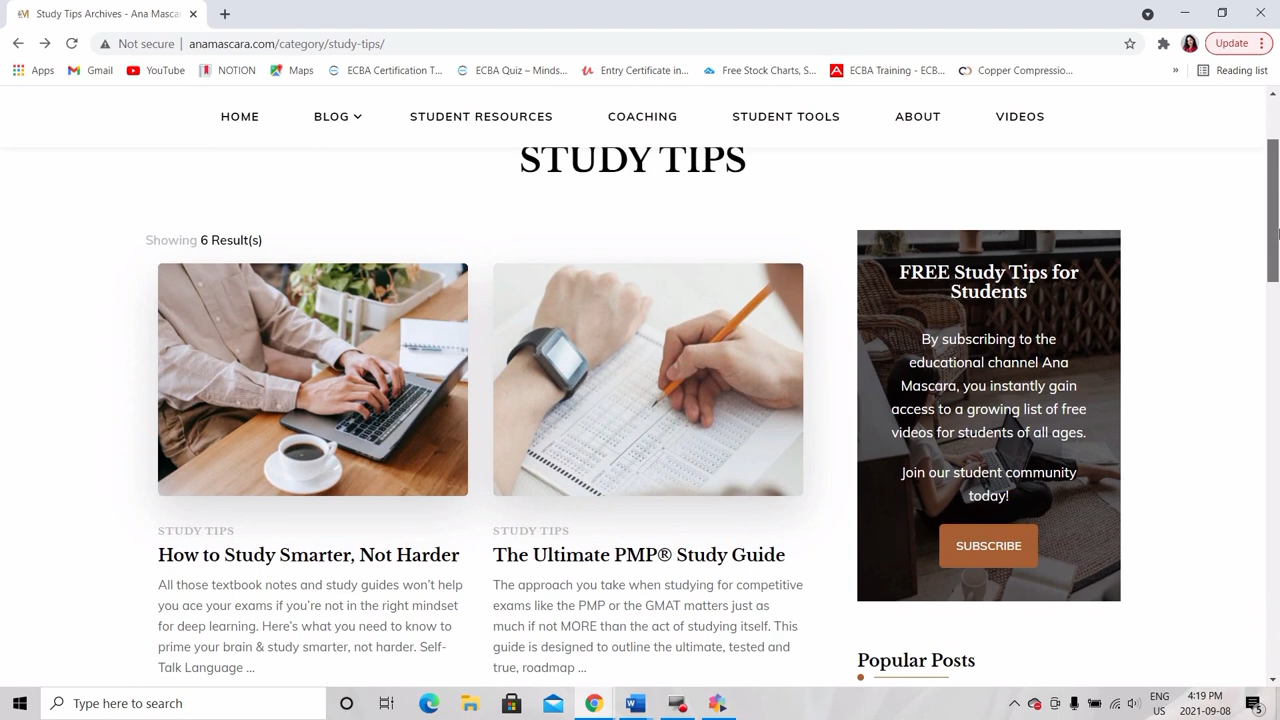 Study Tips Archives - Ana Masca
Not secure
anamascara.com/category/study-tips/
Update
Apps
Gmail
YouTube
NOTION
Maps
ECBA Certification T...
ECBA Quiz – Minds...
Entry Certificate in...
Free Stock Charts, S...
ECBA Training - ECB...
Copper Compressio...
»
Reading list
HOME
BLOG
STUDENT RESOURCES
COACHING
STUDENT TOOLS
ABOUT
VIDEOS
STUDY TIPS
Showing 6 Result(s)
STUDY TIPS
How to Study Smarter, Not Harder
All those textbook notes and study guides won't help
you ace your exams if you're not in the right mindset
for deep learning. Here's what you need to know to
prime your brain & study smarter, not harder. Self-
Talk Language ...
STUDY TIPS
The Ultimate PMP® Study Guide
The approach you take when studying for competitive
exams like the PMP or the GMAT matters just as
much if not MORE than the act of studying itself. This
guide is designed to outline the ultimate, tested and
true, roadmap ...
FREE Study Tips for
Students
By subscribing to the
educational channel Ana
Mascara, you instantly gain
access to a growing list of free
videos for students of all ages.
Join our student community
today!
SUBSCRIBE
Popular Posts
Type here to search
ENG
US
4:19 PM
2021-09-08
5